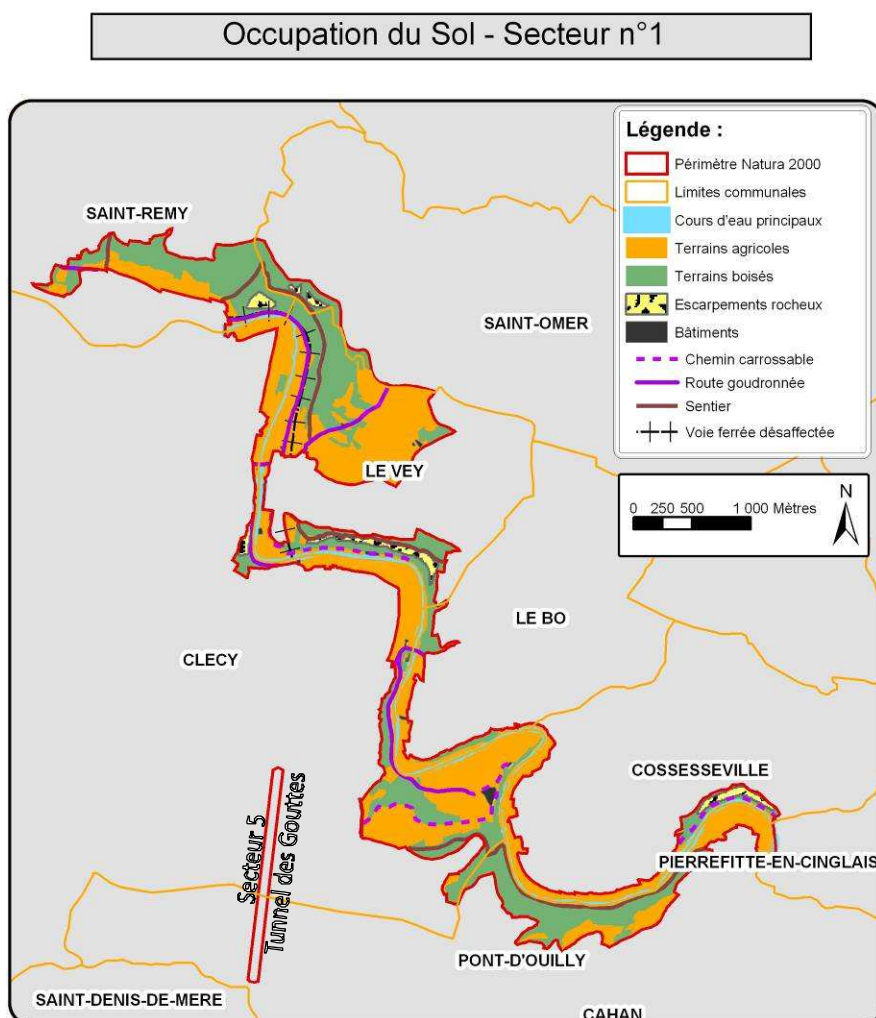 Occupation du Sol - Secteur n°1
Légende :
Périmètre Natura 2000
Limites communales
Cours d'eau principaux
Terrains agricoles
Terrains boisés
Escarpements rocheux
Bâtiments
Chemin carrossable
Route goudronnée
Sentier
Voie ferrée désaffectée
0 250 500 1 000 Mètres
N
SAINT-REMY
SAINT-OMER
LE VEY
LE BO
CLECY
COSSESSEVILLE
PIERREFITTE-EN-CINGLAIS
Secteur 5
Tunnel des Gouttes
PONT-D'OUILLY
SAINT-DENIS-DE-MERE
CAHAN